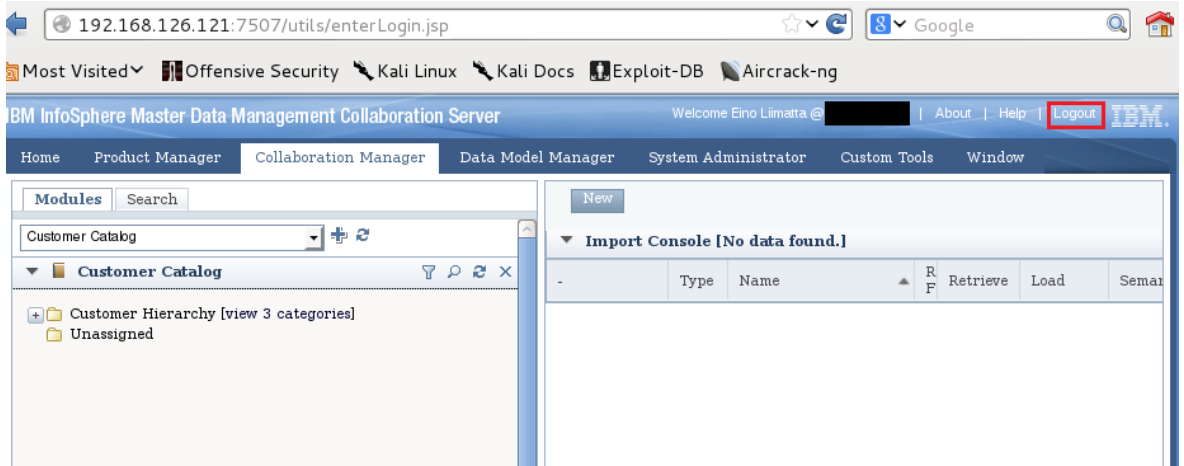 192.168.126.121:7507/utils/enterLogin.jsp Google
Most Visited Offensive Security Kali Linux Kali Docs Exploit-DB Aircrack-ng
IBM InfoSphere Master Data Management Collaboration Server Welcome Eino Liimatta @ | About | Help | Logout IBM.
Home Product Manager Collaboration Manager Data Model Manager System Administrator Custom Tools Window
Modules Search
New
Customer Catalog
Import Console [No data found.]
Customer Catalog
- Type Name R F Retrieve Load Seman
Customer Hierarchy [view 3 categories]
Unassigned